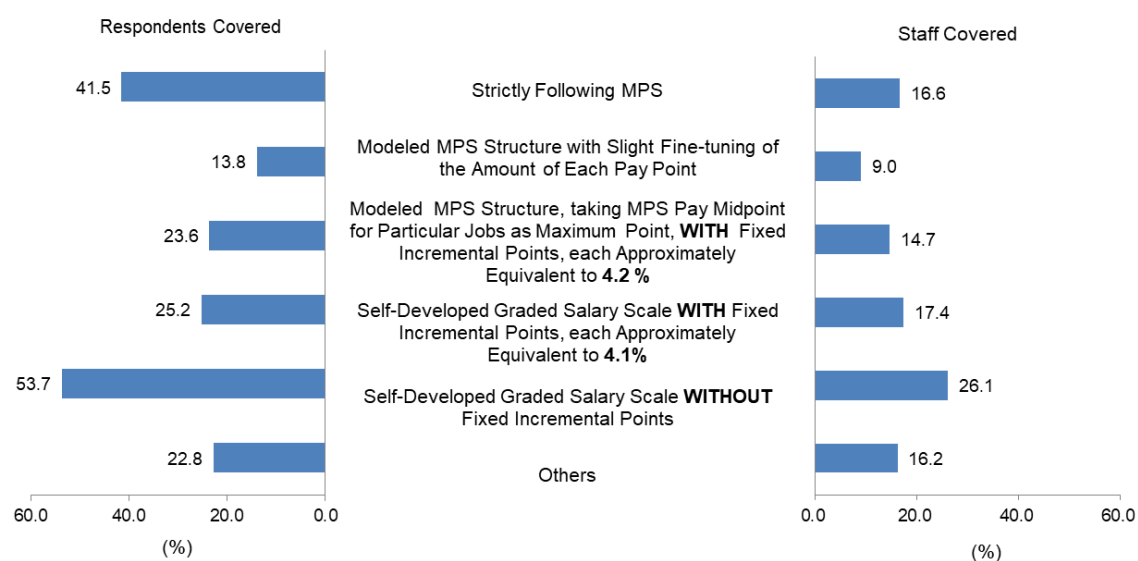 Respondents Covered
Staff Covered
41.5
Strictly Following MPS
16.6
13.8
Modeled MPS Structure with Slight Fine-tuning of
the Amount of Each Pay Point
9.0
23.6
Modeled MPS Structure, taking MPS Pay Midpoint
for Particular Jobs as Maximum Point, WITH Fixed
Incremental Points, each Approximately
Equivalent to 4.2 %
14.7
25.2
Self-Developed Graded Salary Scale WITH Fixed
Incremental Points, each Approximately
Equivalent to 4.1%
17.4
53.7
Self-Developed Graded Salary Scale WITHOUT
Fixed Incremental Points
26.1
22.8
Others
16.2
60.0 40.0 20.0 0.0
0.0 20.0 40.0 60.0
(%)
(%)